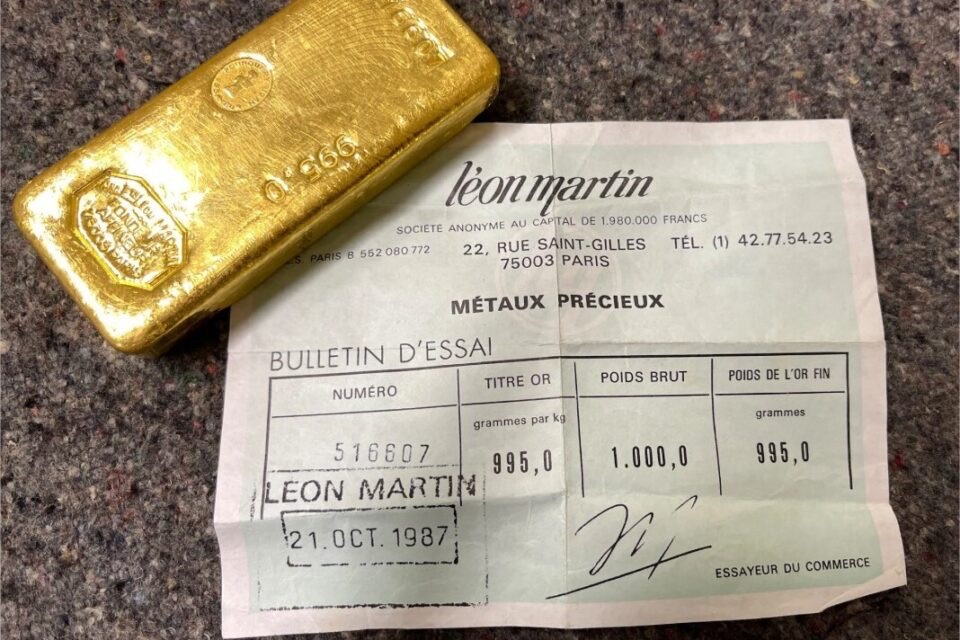 995,0
léon martin
SOCIÉTÉ ANONYME AU CAPITAL DE 1.980.000 FRANCS
PARIS B 552 080 772
22, RUE SAINT-GILLES TÉL. (1) 42.77.54.23
75003 PARIS
MÉTAUX PRÉCIEUX
BULLETIN D'ESSAI
NUMÉRO TITRE OR POIDS BRUT POIDS DE L'OR FIN
grammes par kg grammes
516607 995,0 1.000,0 995,0
LEON MARTIN
21. OCT. 1987
ESSAYEUR DU COMMERCE